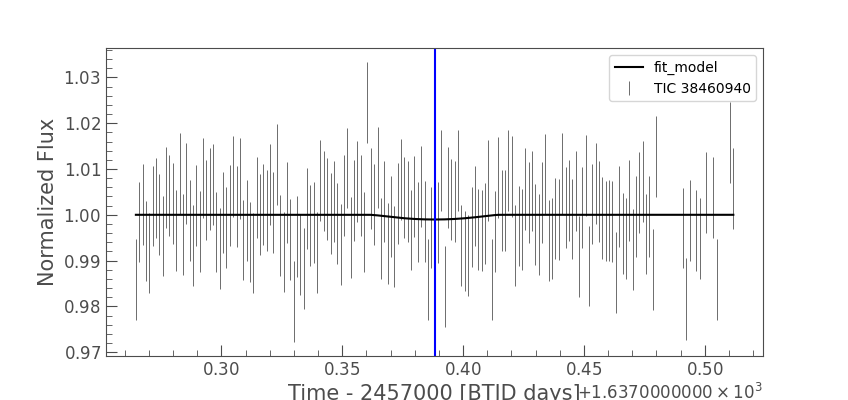 fit_model
TIC 38460940
1.03
1.02
1.01
1.00
0.99
0.98
0.97
Normalized Flux
0.30 0.35 0.40 0.45 0.50
Time - 2457000 [BTJD days]
+1.6370000000 × 10³